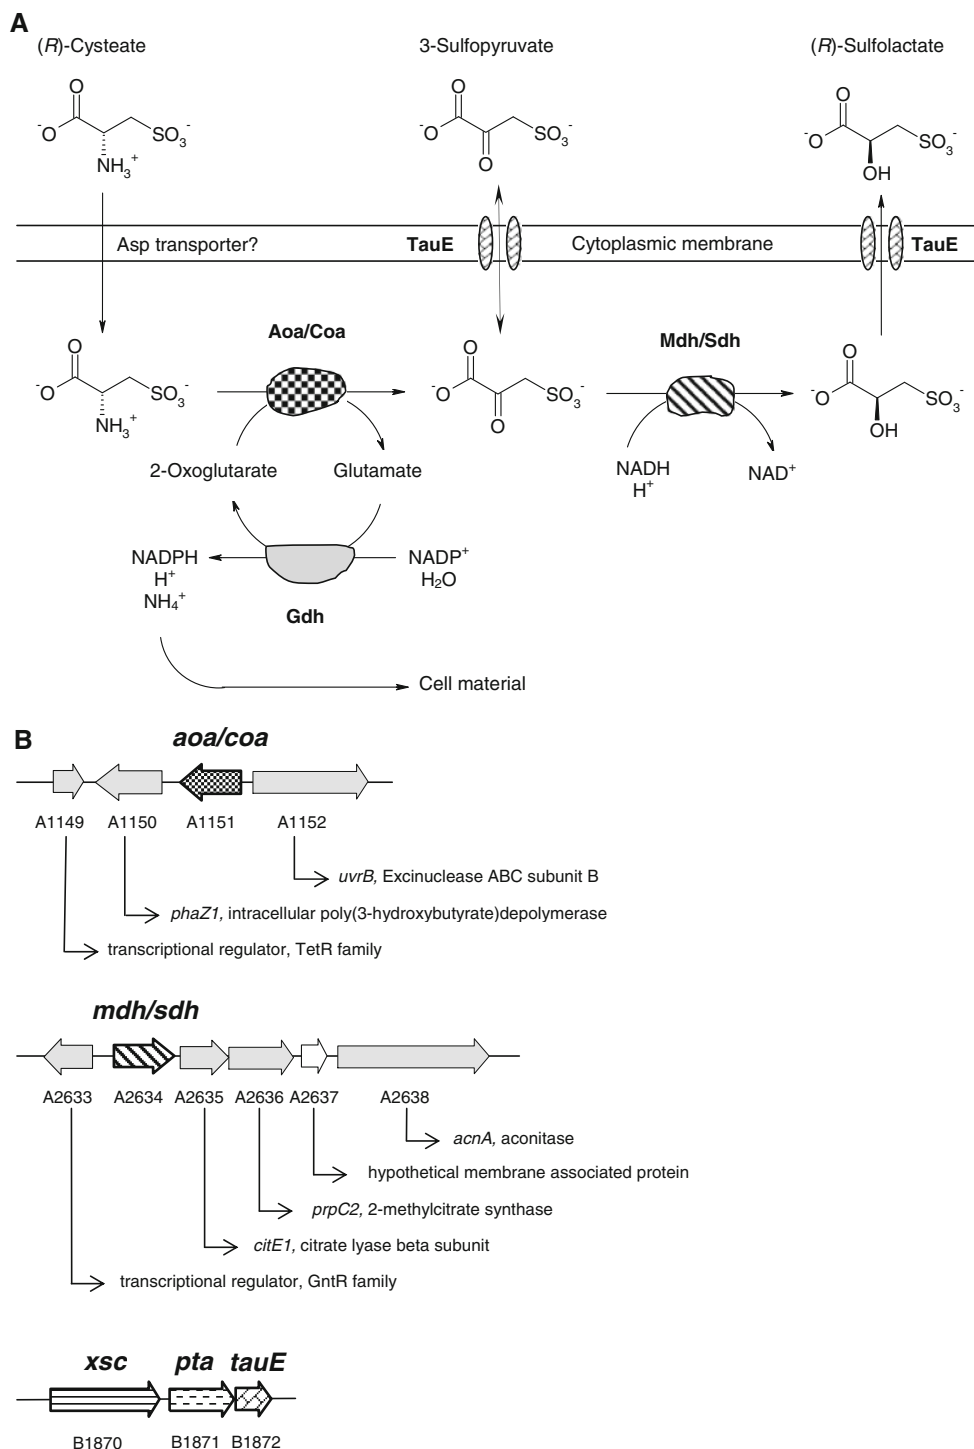 A
(R)-Cysteate 3-Sulfopyruvate (R)-Sulfolactate
O O O
-O SO3- -O SO3- -O SO3-
NH3+ O OH
Asp transporter? TauE Cytoplasmic membrane TauE
Aoa/Coa Mdh/Sdh
O O O
-O SO3- -O SO3- -O SO3-
NH3+ O OH
2-Oxoglutarate Glutamate NADH NAD+
H+
NADPH NADP+
H+ H2O
NH4+
Gdh
Cell material
B
aoa/coa
A1149 A1150 A1151 A1152
uvrB, Excinuclease ABC subunit B
phaZ1, intracellular poly(3-hydroxybutyrate)depolymerase
transcriptional regulator, TetR family
mdh/sdh
A2633 A2634 A2635 A2636 A2637 A2638
acnA, aconitase
hypothetical membrane associated protein
prpC2, 2-methylcitrate synthase
citE1, citrate lyase beta subunit
transcriptional regulator, GntR family
xsc pta tauE
B1870 B1871 B1872